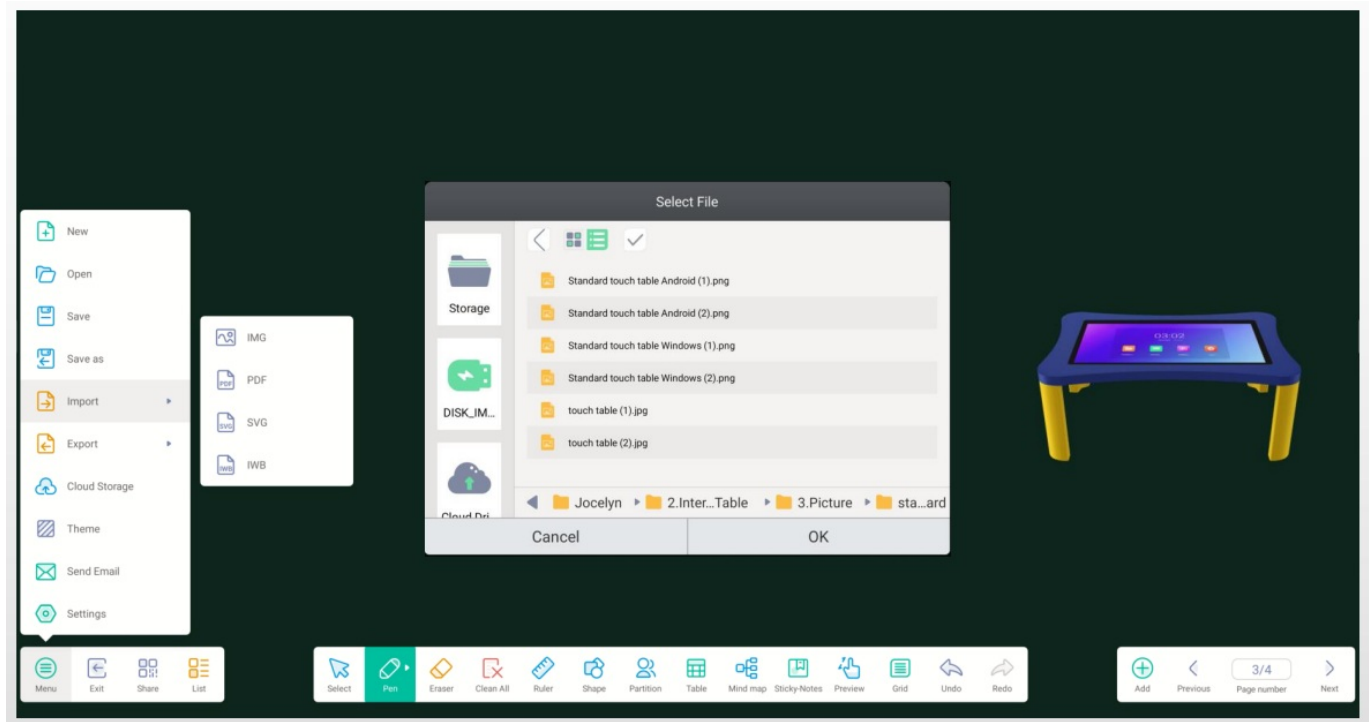 Select File
Storage
DISK_IM...
Cloud Dri
Standard touch table Android (1).png
Standard touch table Android (2).png
Standard touch table Windows (1).png
Standard touch table Windows (2).png
touch table (1).jpg
touch table (2).jpg
Jocelyn 2.Inter...Table 3.Picture sta...ard
Cancel OK
New
Open
Save
Save as
Import
Export
Cloud Storage
Theme
Send Email
Settings
IMG
PDF
SVG
IWB
03:02
Menu Exit Share List
Select Pen Eraser Clean All Ruler Shape Partition Table Mind map Sticky-Notes Preview Grid Undo Redo
Add Previous 3/4 Next
Page number